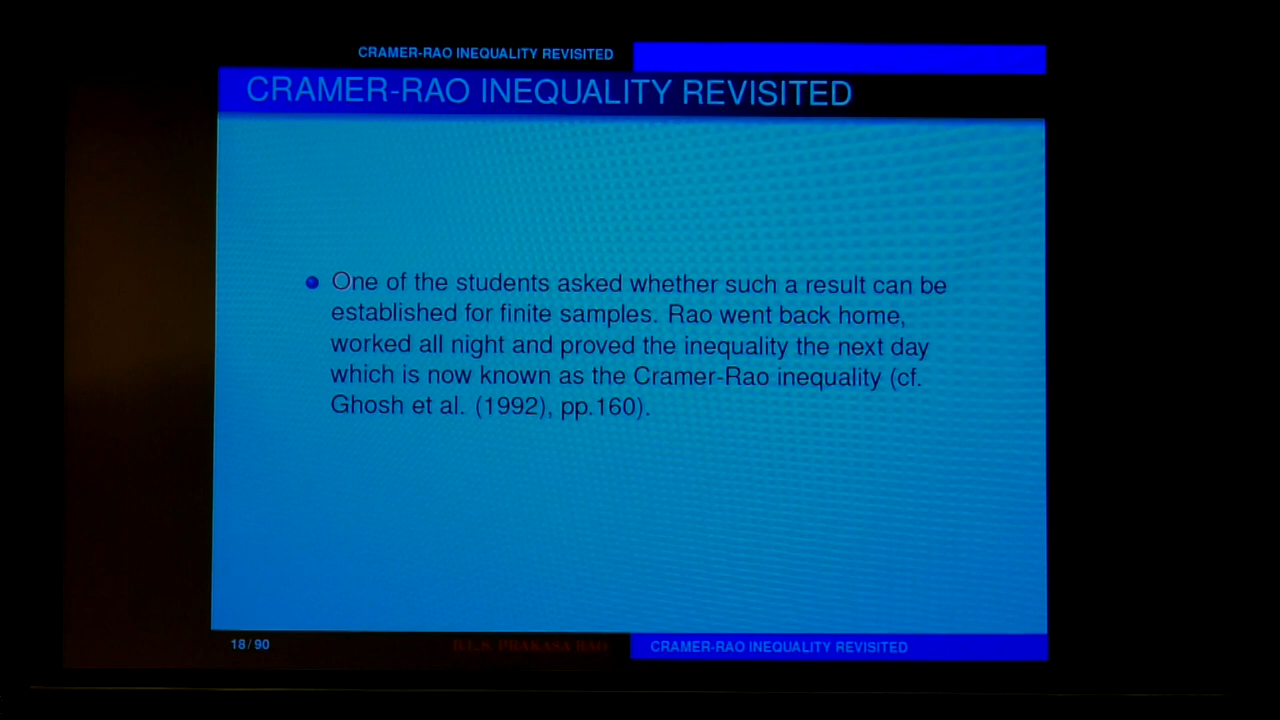 CRAMER-RAO INEQUALITY REVISITED
CRAMER-RAO INEQUALITY REVISITED
One of the students asked whether such a result can be
established for finite samples. Rao went back home,
worked all night and proved the inequality the next day
which is now known as the Cramer-Rao inequality (cf.
Ghosh et al. (1992), pp.160).
18/90
B.L.S. PRAKASA RAO
CRAMER-RAO INEQUALITY REVISITED